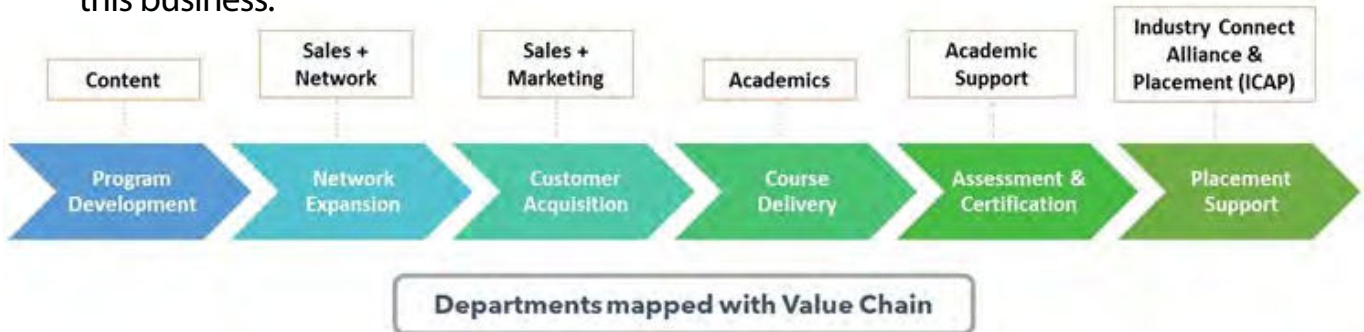 this business.
Content
Sales +
Network
Sales +
Marketing
Academics
Academic
Support
Industry Connect
Alliance &
Placement (ICAP)
Program
Development
Network
Expansion
Customer
Acquisition
Course
Delivery
Assessment &
Certification
Placement
Support
Departments mapped with Value Chain